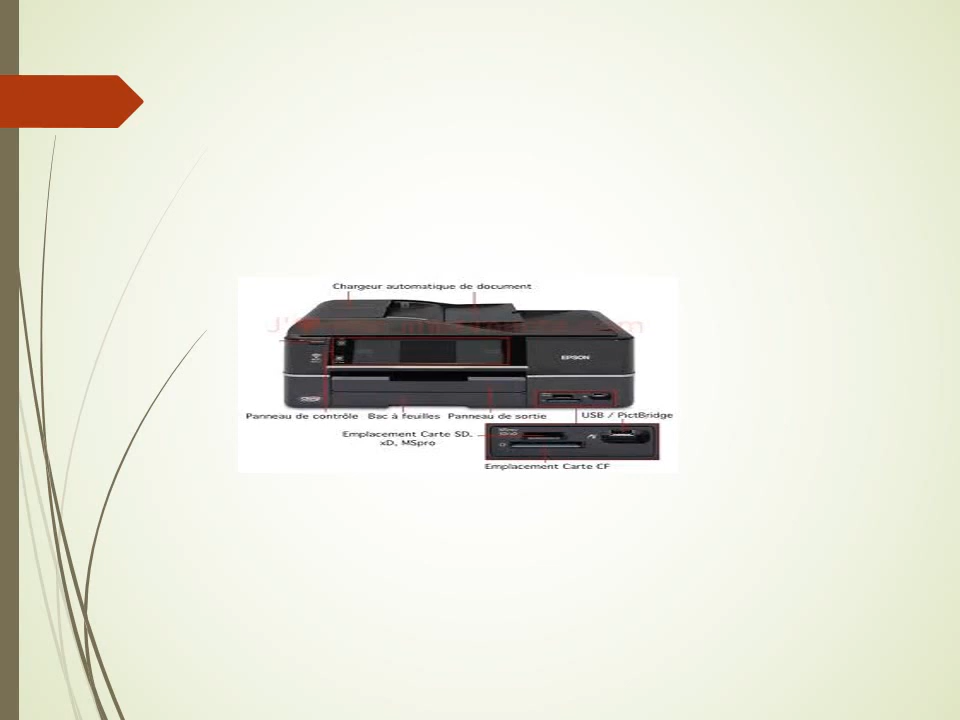 Chargeur automatique de document
EPSON
Panneau de contrôle Bac à feuilles Panneau de sortie USB / PictBridge
Emplacement Carte SD,
xD, MSpro
Emplacement Carte CF